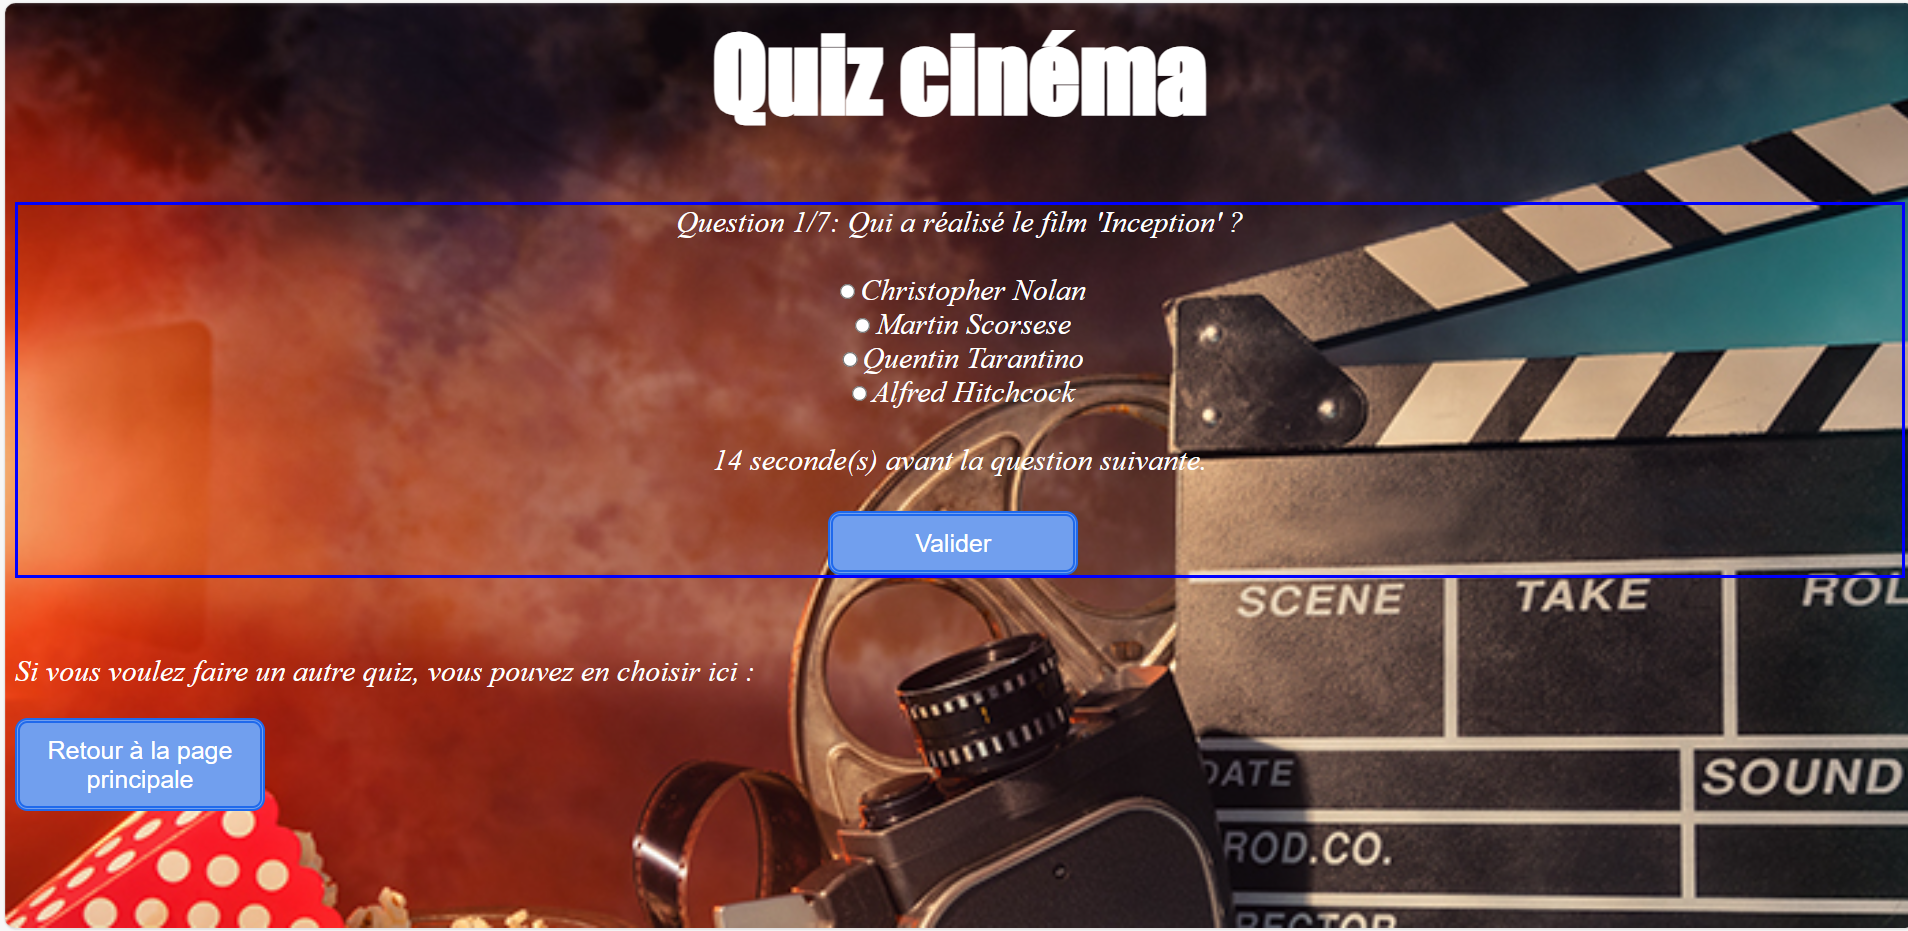 Quiz cinéma
Question 1/7: Qui a réalisé le film 'Inception' ?
Christopher Nolan
Martin Scorsese
Quentin Tarantino
Alfred Hitchcock
14 seconde(s) avant la question suivante.
Valider
SCENE TAKE ROL
Si vous voulez faire un autre quiz, vous pouvez en choisir ici :
Retour à la page
principale
DATE SOUND
ROD.CO.
RECTOR